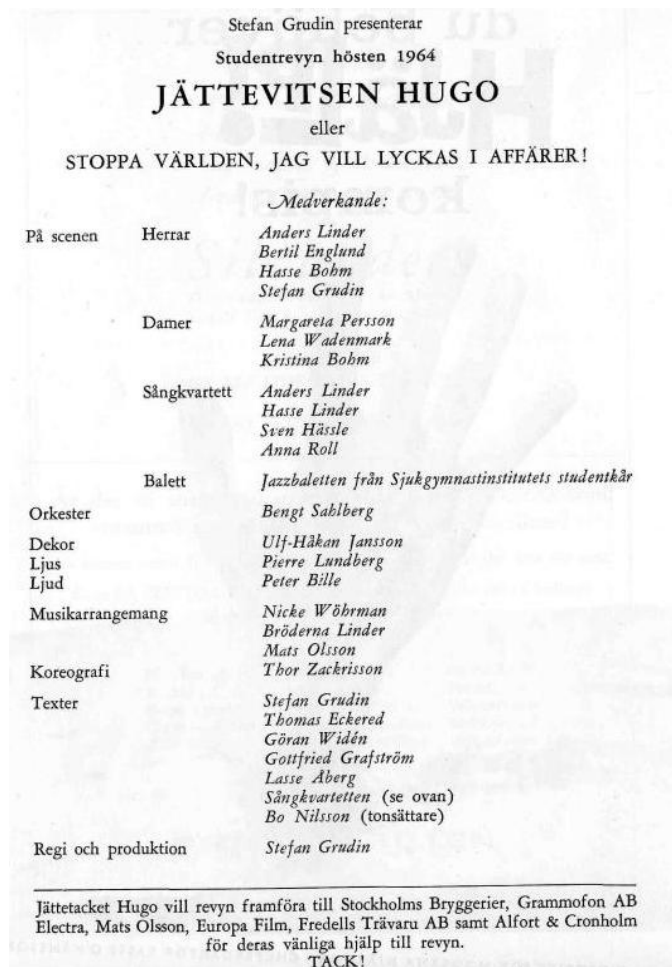 Stefan Grudin presenterar
Studentrevyn hösten 1964
JÄTTEVITSEN HUGO
eller
STOPPA VÄRLDEN, JAG VILL LYCKAS I AFFÄRER!
Medverkande:
På scenen Herrar Anders Linder
Bertil Englund
Hasse Bohm
Stefan Grudin
Damer Margareta Persson
Lena Wadenmark
Kristina Bohm
Sångkvartett Anders Linder
Hasse Linder
Sven Hässle
Anna Roll
Balett Jazzbaletten från Sjukgymnastinstitutets studentkår
Orkester Bengt Sahlberg
Dekor Ulf-Håkan Jansson
Ljus Pierre Lundberg
Ljud Peter Bille
Musikarrangemang Nicke Wöhrman
Bröderna Linder
Mats Olsson
Koreografi Thor Zackrisson
Texter Stefan Grudin
Thomas Eckered
Göran Widén
Gottfried Grafström
Lasse Åberg
Sångkvartetten (se ovan)
Bo Nilsson (tonsättare)
Regi och produktion Stefan Grudin
Jättetacket Hugo vill revyn framföra till Stockholms Bryggerier, Grammofon AB
Electra, Mats Olsson, Europa Film, Fredells Trävaru AB samt Alfort & Cronholm
för deras vänliga hjälp till revyn.
TACK!